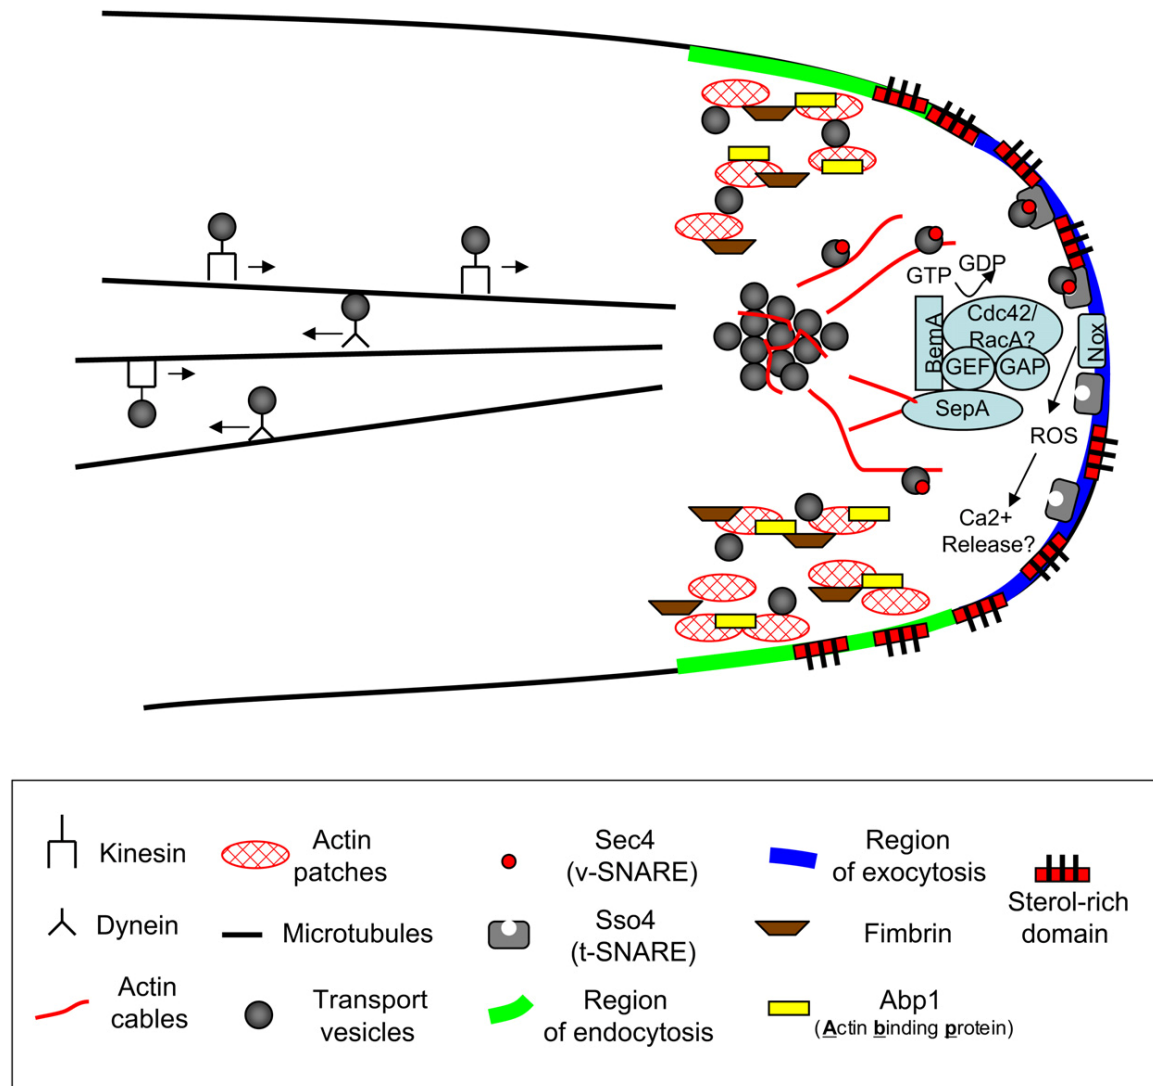 GTP
GDP
BemA
Cdc42/
RacA?
GEF
GAP
SepA
Nox
ROS
Ca2+
Release?
Kinesin
Actin
patches
Sec4
(v-SNARE)
Region
of exocytosis
Sterol-rich
domain
Dynein
Microtubules
Sso4
(t-SNARE)
Fimbrin
Actin
cables
Transport
vesicles
Region
of endocytosis
Abp1
(Actin binding protein)